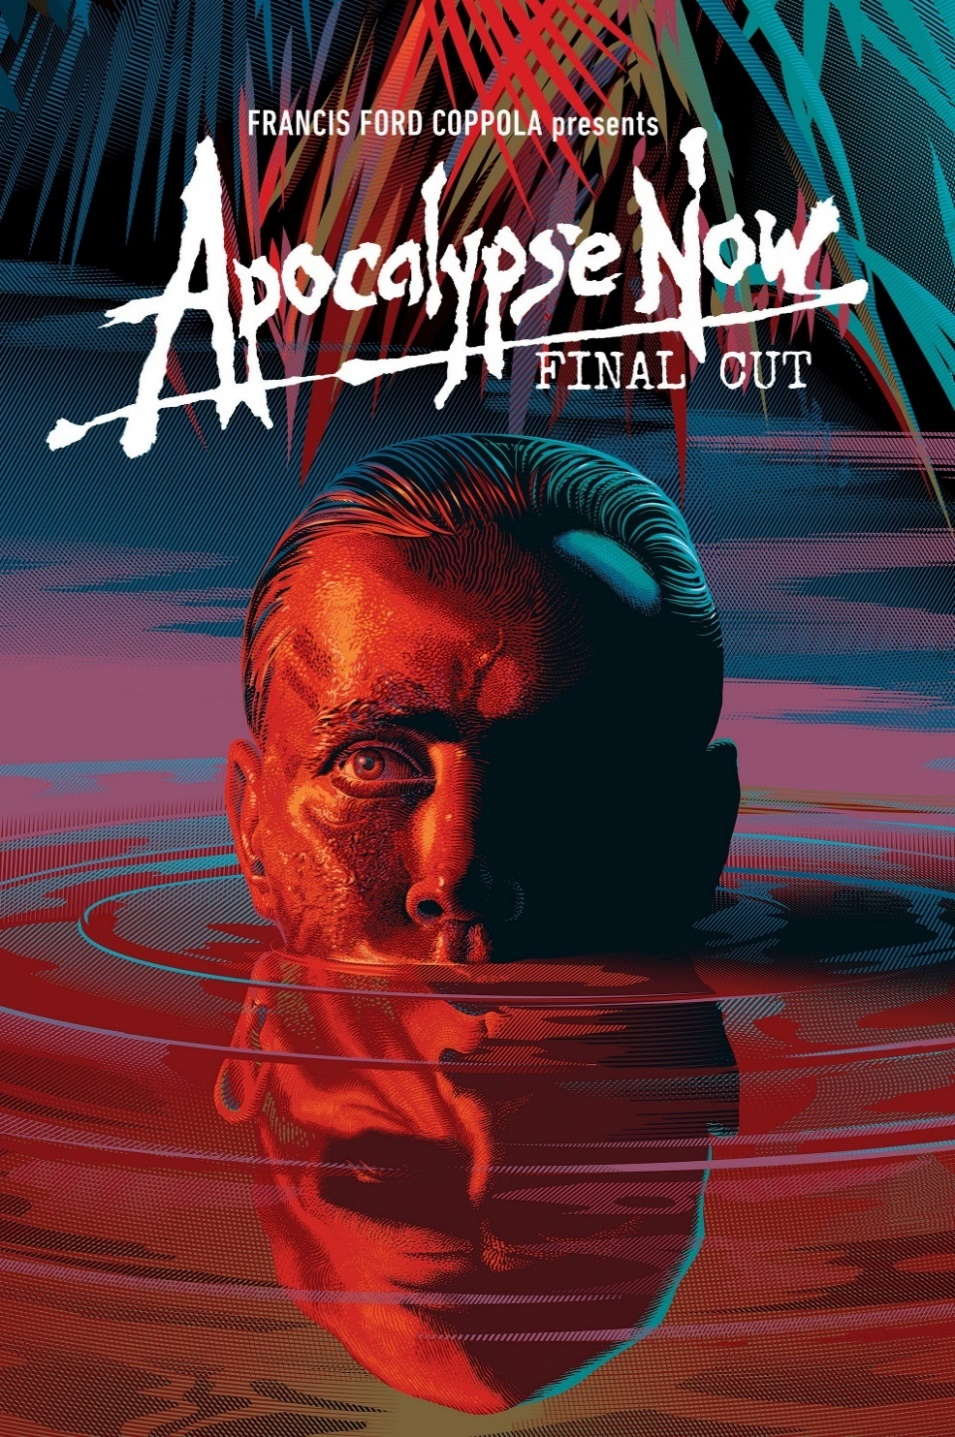 FRANCIS FORD COPPOLA presents
Apocalypse Now
FINAL CUT